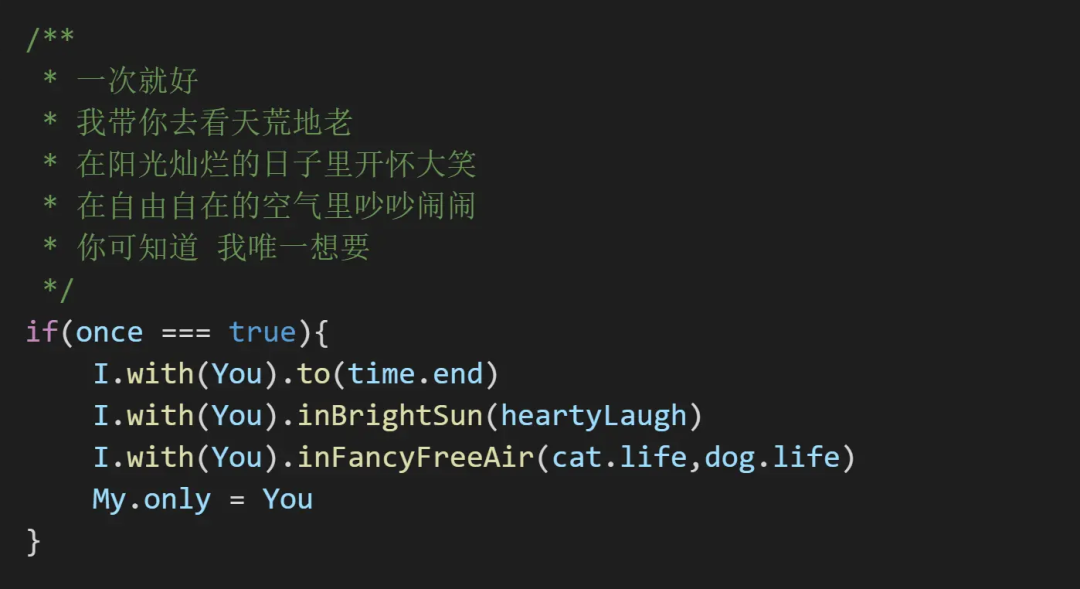 /**
 * 一次就好
 * 我带你去看天荒地老
 * 在阳光灿烂的日子里开怀大笑
 * 在自由自在的空气里吵吵闹闹
 * 你可知道 我唯一想要
 */
if(once === true){
    I.with(You).to(time.end)
    I.with(You).inBrightSun(heartyLaugh)
    I.with(You).inFancyFreeAir(cat.life,dog.life)
    My.only = You
}